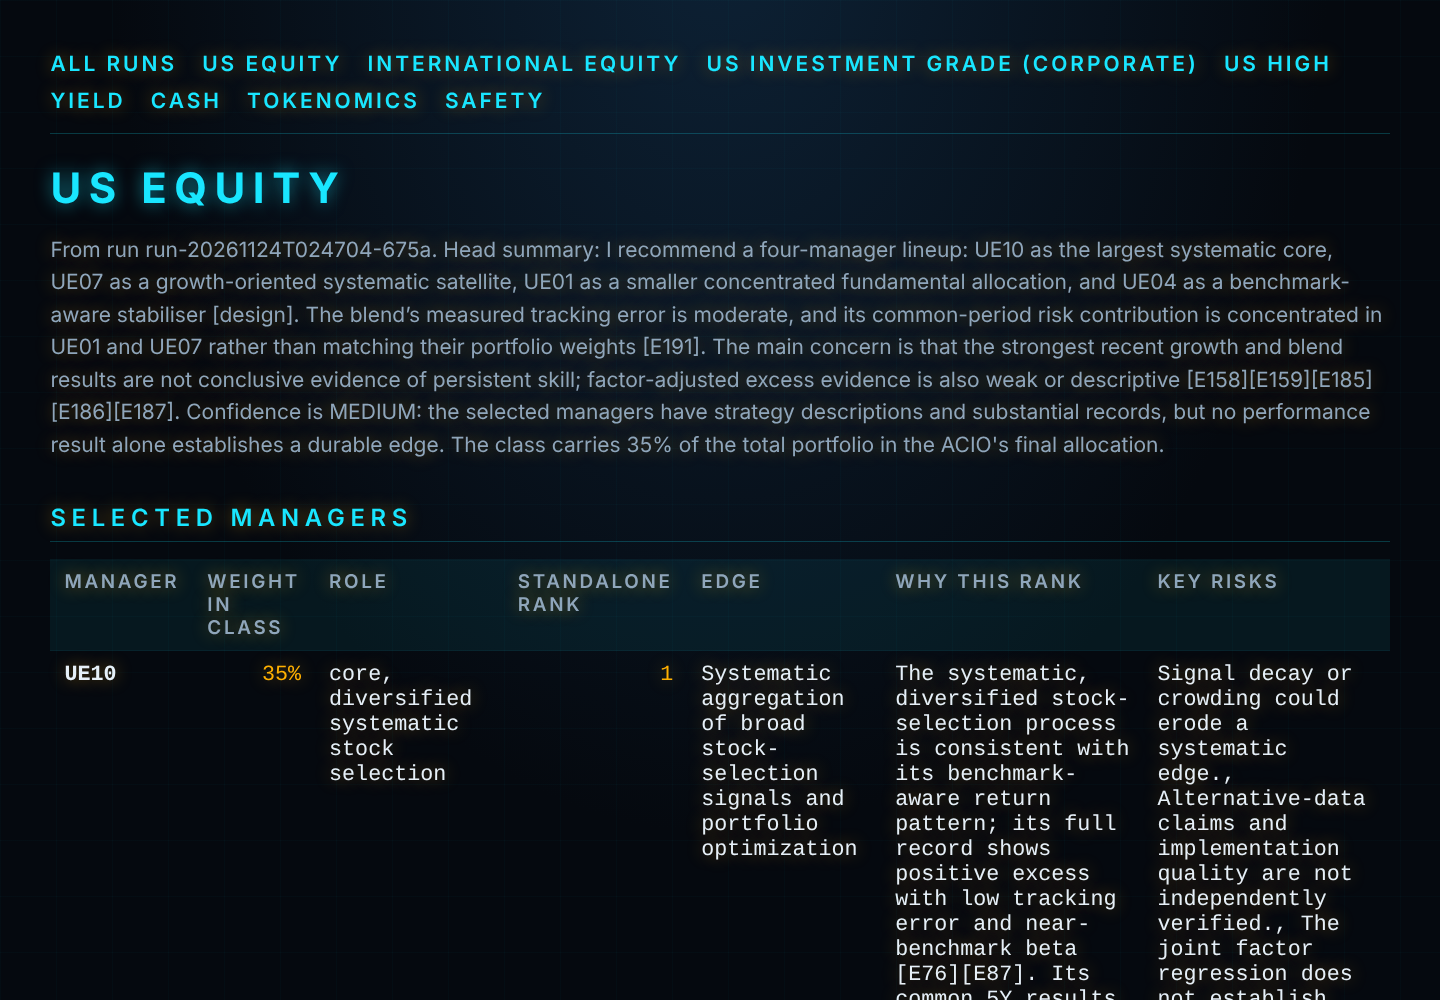 ALL RUNS US EQUITY INTERNATIONAL EQUITY US INVESTMENT GRADE (CORPORATE) US HIGH
YIELD CASH TOKENOMICS SAFETY
US EQUITY
From run run-20261124T024704-675a. Head summary: I recommend a four-manager lineup: UE10 as the largest systematic core,
UE07 as a growth-oriented systematic satellite, UE01 as a smaller concentrated fundamental allocation, and UE04 as a benchmark-
aware stabiliser [design]. The blend’s measured tracking error is moderate, and its common-period risk contribution is concentrated in
UE01 and UE07 rather than matching their portfolio weights [E191]. The main concern is that the strongest recent growth and blend
results are not conclusive evidence of persistent skill; factor-adjusted excess evidence is also weak or descriptive [E158][E159][E185]
[E186][E187]. Confidence is MEDIUM: the selected managers have strategy descriptions and substantial records, but no performance
result alone establishes a durable edge. The class carries 35% of the total portfolio in the ACIO's final allocation.
SELECTED MANAGERS
MANAGER WEIGHT IN CLASS ROLE STANDALONE RANK EDGE WHY THIS RANK KEY RISKS
UE10
35%
core,
diversified
systematic
stock
selection
1
Systematic
aggregation
of broad
stock-
selection
signals and
portfolio
optimization
The systematic,
diversified stock-
selection process
is consistent with
its benchmark-
aware return
pattern; its full
record shows
positive excess
with low tracking
error and near-
benchmark beta
[E76][E87]. Its
common 5Y results
Signal decay or
crowding could
erode a
systematic
edge.,
Alternative-data
claims and
implementation
quality are not
independently
verified., The
joint factor
regression does
not establish